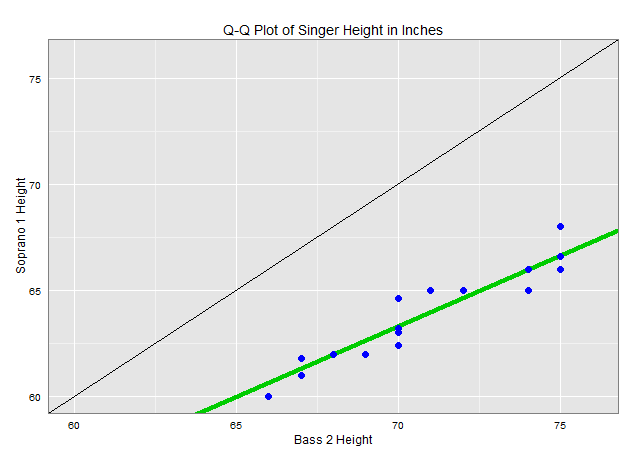 Q-Q Plot of Singer Height in Inches
75
70
65
60
Soprano 1 Height
60 65 70 75
Bass 2 Height